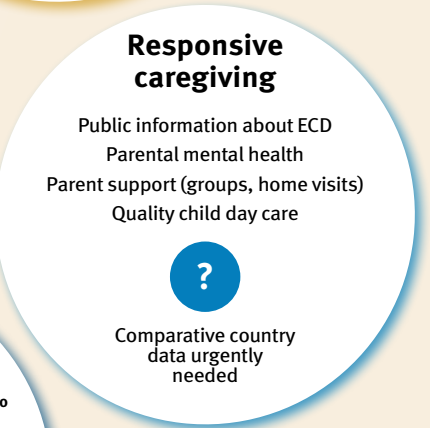 Responsive
caregiving
Public information about ECD
Parental mental health
Parent support (groups, home visits)
Quality child day care
?
Comparative country
data urgently
needed
o